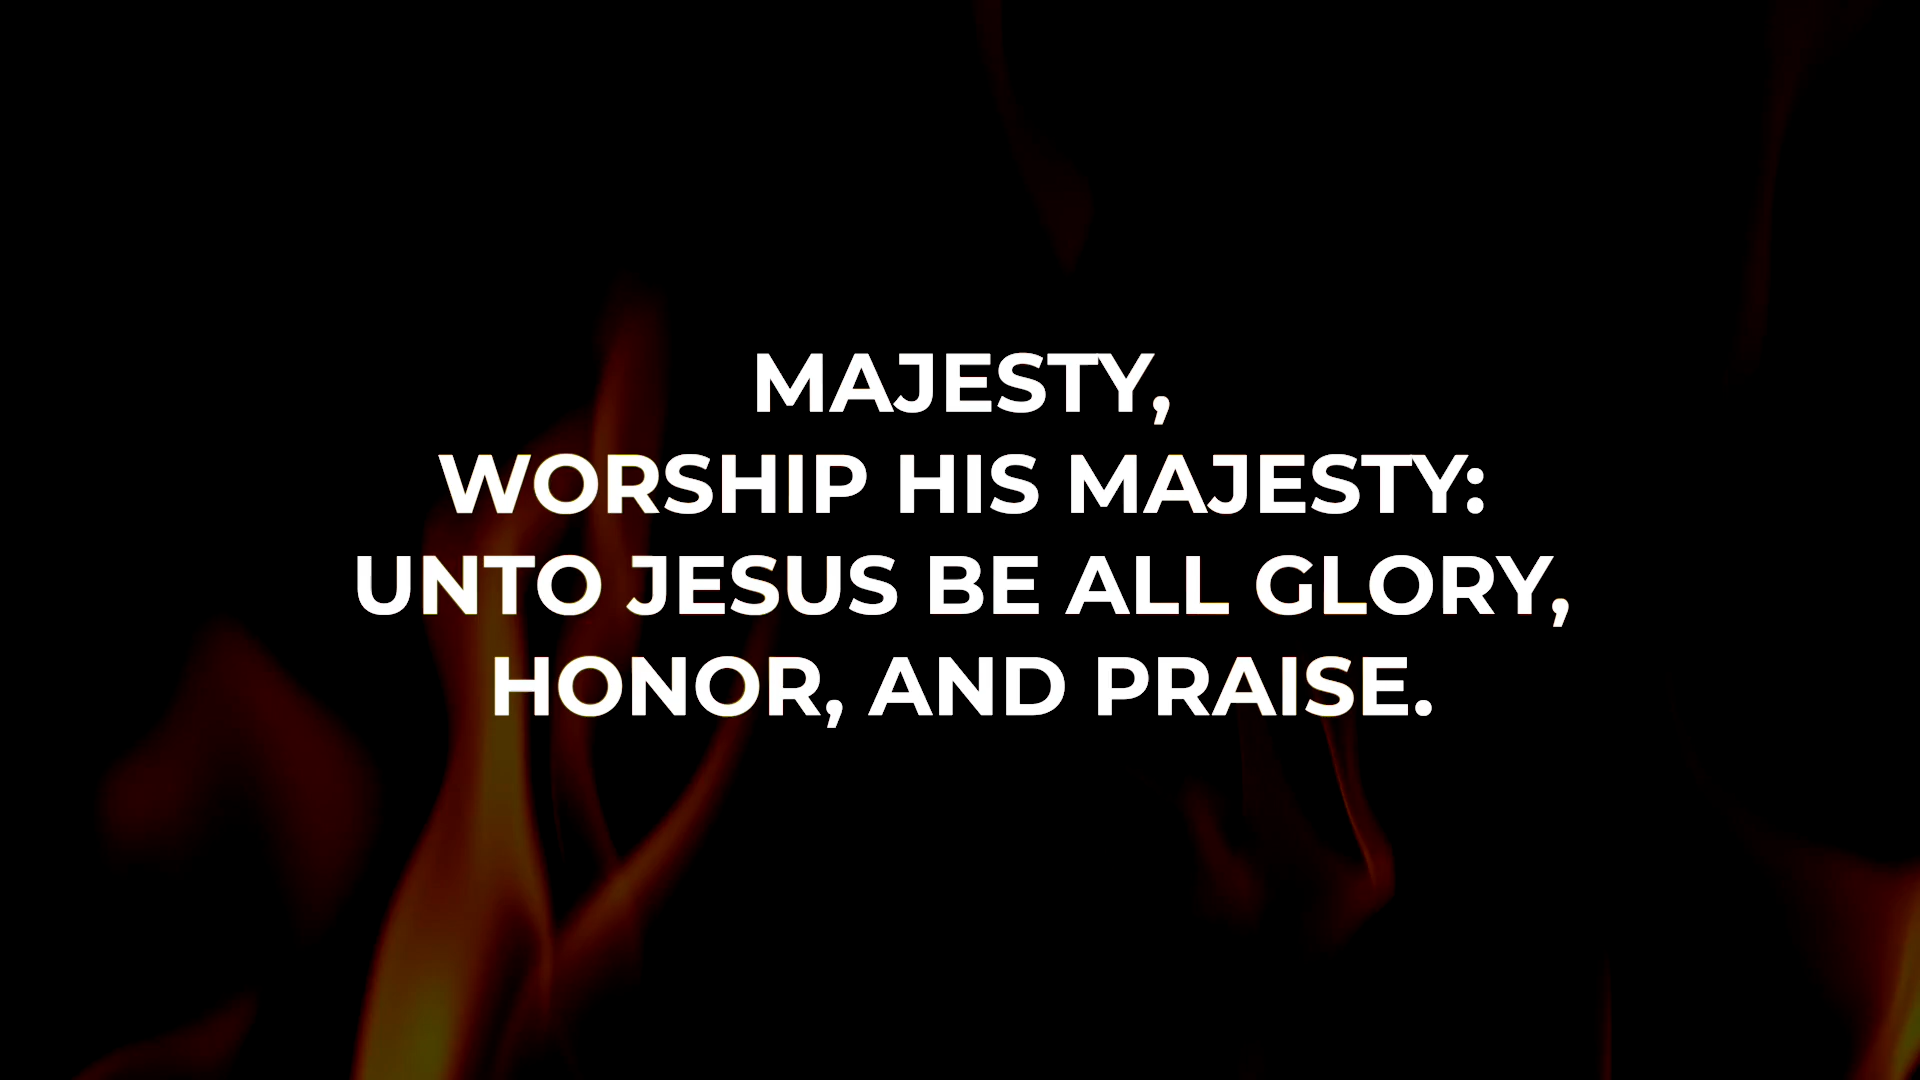 MAJESTY,
WORSHIP HIS MAJESTY:
UNTO JESUS BE ALL GLORY,
HONOR, AND PRAISE.